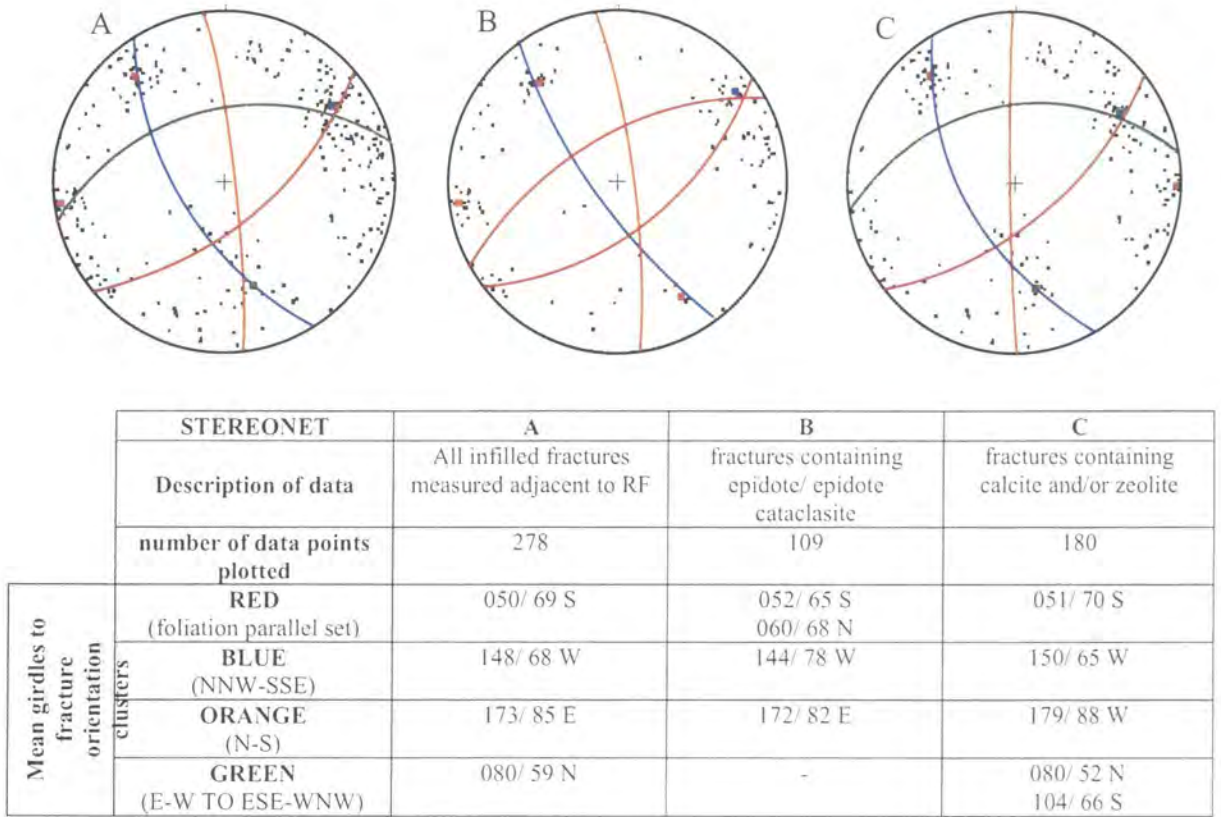 A
B
C
STEREONET
A
B
C
Description of data
All infilled fractures
measured adjacent to RF
fractures containing
epidote/ epidote
cataclasite
fractures containing
calcite and/or zeolite
number of data points
plotted
278
109
180
Mean girdles to
fracture
orientation
clusters
RED
(foliation parallel set)
050/ 69 S
052/ 65 S
060/ 68 N
051/ 70 S
BLUE
(NNW-SSE)
148/ 68 W
144/ 78 W
150/ 65 W
ORANGE
(N-S)
173/ 85 E
172/ 82 E
179/ 88 W
GREEN
(E-W TO ESE-WNW)
080/ 59 N
-
080/ 52 N
104/ 66 S